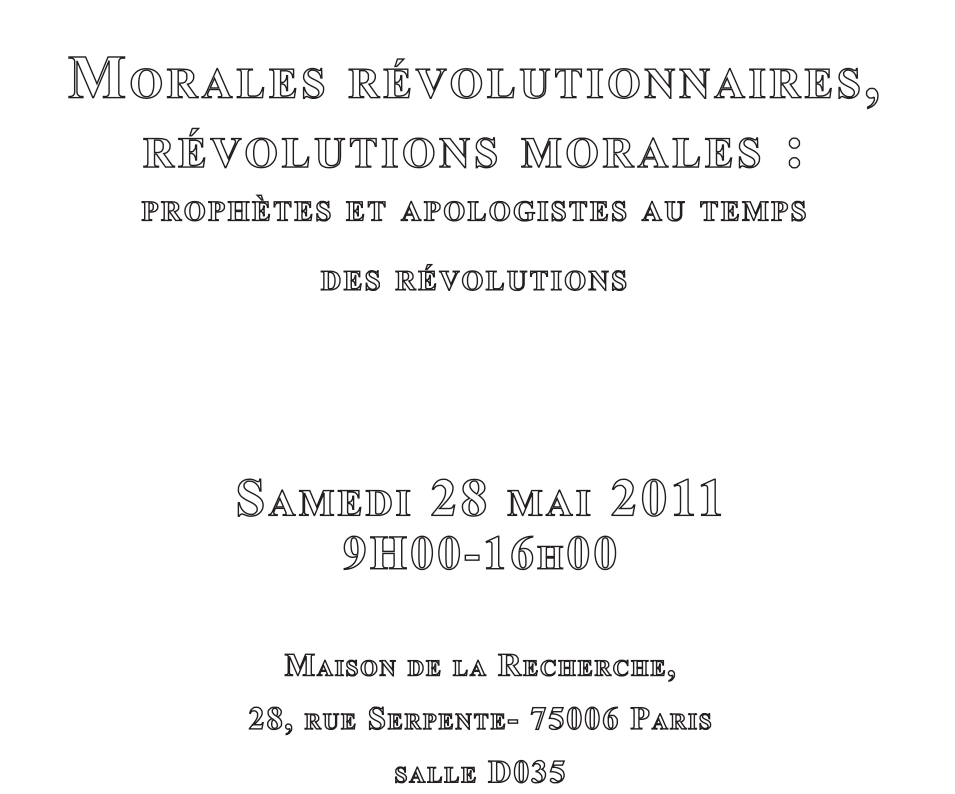 Morales révolutionnaires,
révolutions morales :
prophètes et apologistes au temps
des révolutions
Samedi 28 mai 2011
9H00-16h00
Maison de la Recherche,
28, rue Serpente- 75006 Paris
salle D035